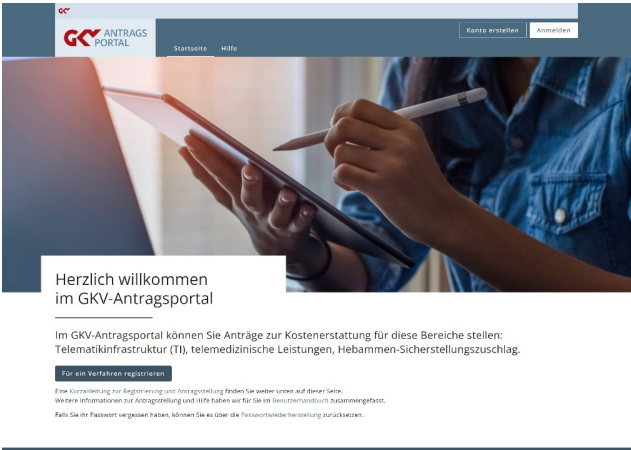 GKV
GKV ANTRAGS
PORTAL
Startseite Hilfe
Konto erstellen Anmelden
Herzlich willkommen
im GKV-Antragsportal
Im GKV-Antragsportal können Sie Anträge zur Kostenerstattung für diese Bereiche stellen:
Telematikinfrastruktur (TI), telemedizinische Leistungen, Hebammen-Sicherstellungszuschlag.
Für ein Verfahren registrieren
Eine Kurzanleitung zur Registrierung und Antragsstellung finden Sie weiter unten auf dieser Seite.
Weitere Informationen zur Antragsstellung und Hilfe haben wir für Sie im Benutzerhandbuch zusammengefasst.
Falls Sie ihr Passwort vergessen haben, können Sie es über die Passwortwiederherstellung zurücksetzen.